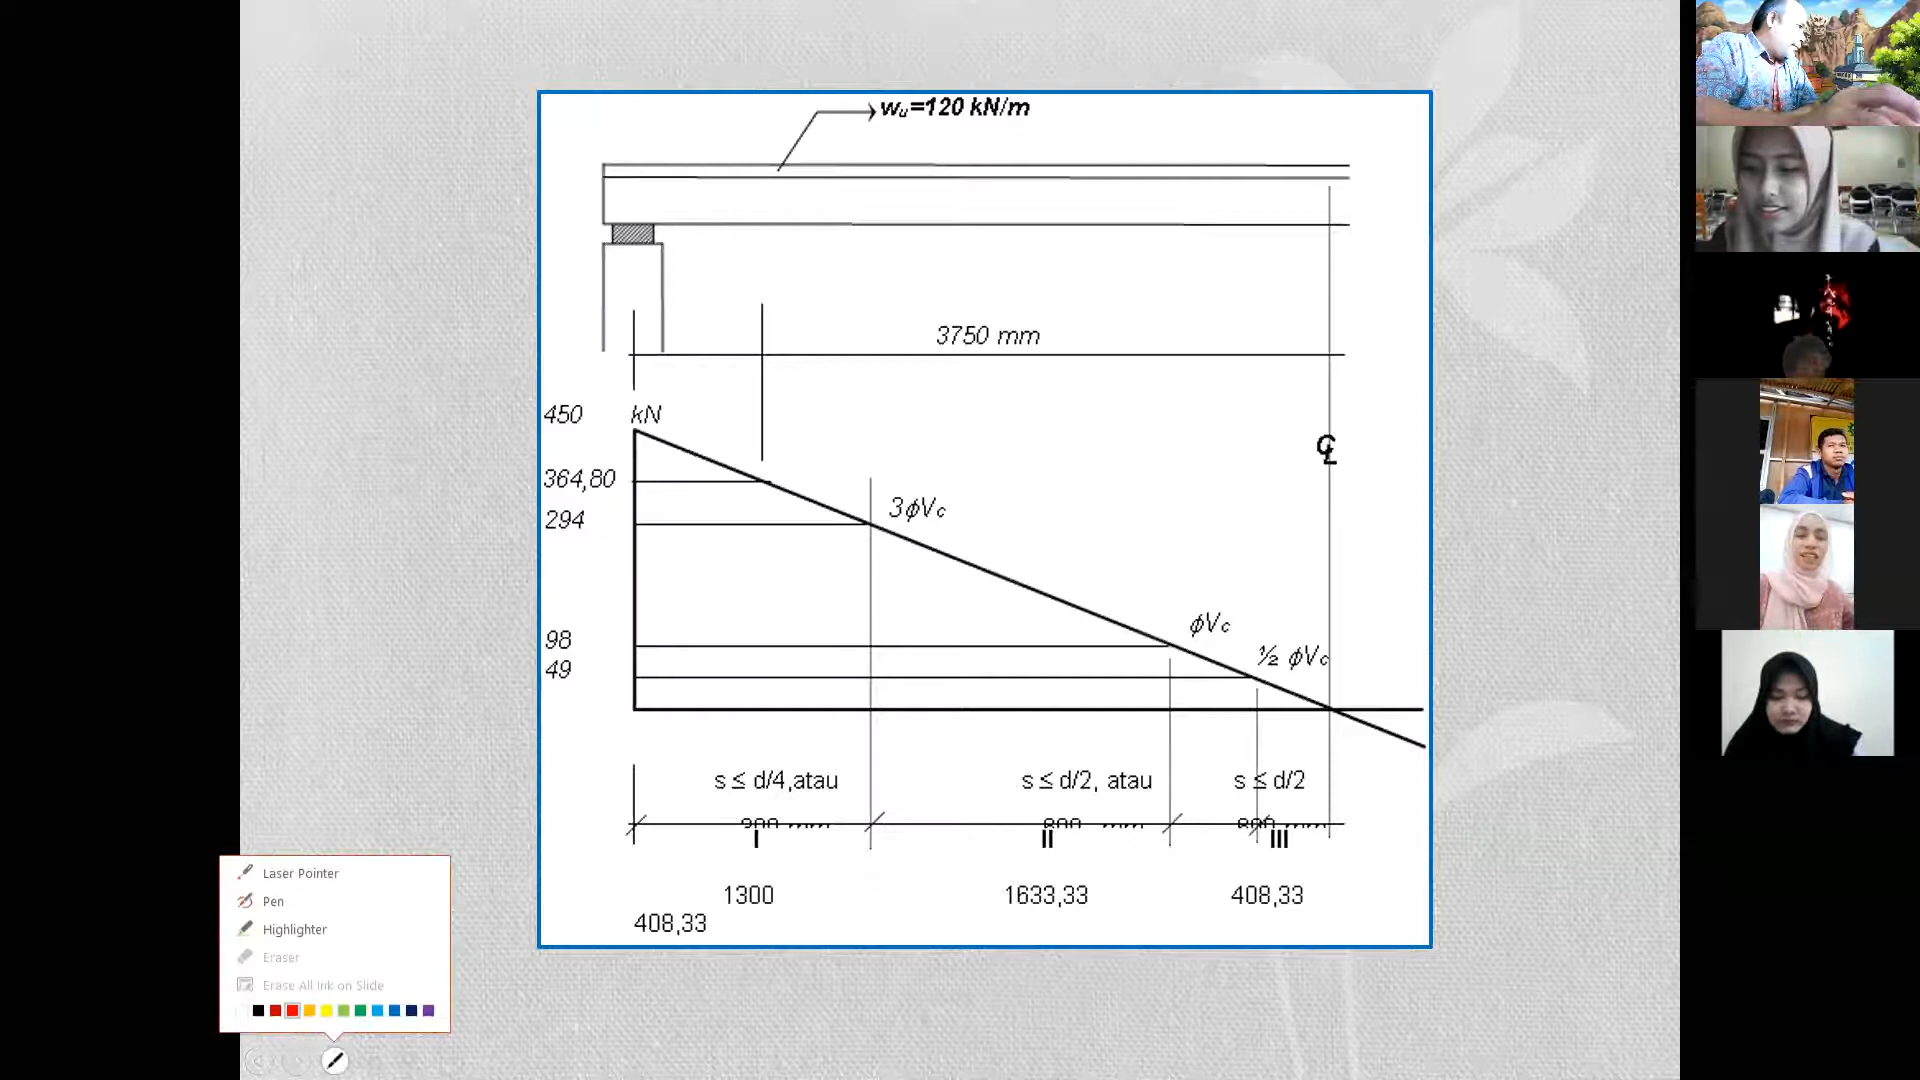 wᵤ=120 kN/m
3750 mm
450 kN
364,80
294
3ϕVc
98
ϕVc
49
½ ϕVc
℄
s ≤ d/4,atau
s ≤ d/2, atau
s ≤ d/2
I
II
III
1300
1633,33
408,33
408,33
Laser Pointer
Pen
Highlighter
Eraser
Erase All Ink on Slide